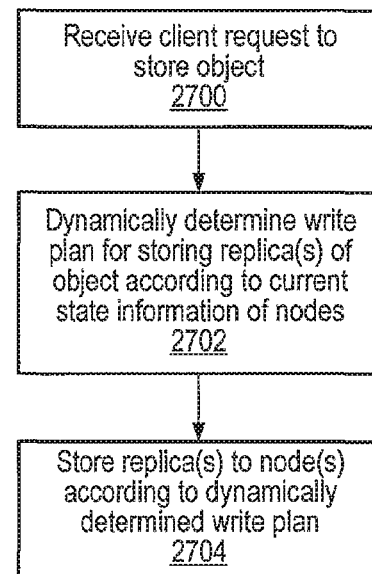 Receive client request to
store object
2700
Dynamically determine write
plan for storing replica(s) of
object according to current
state information of nodes
2702
Store replica(s) to node(s)
according to dynamically
determined write plan
2704